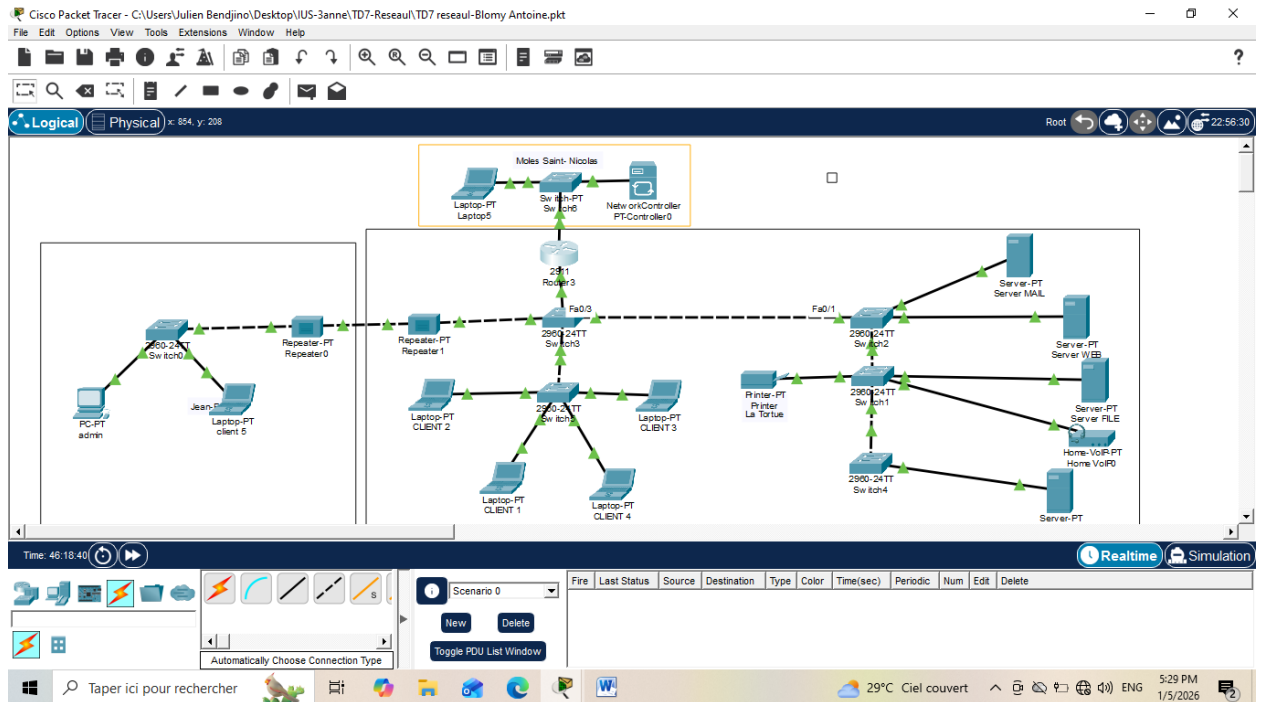 Cisco Packet Tracer - C:\Users\Julien Bendjino\Desktop\IUS-3anne\TD7-Reseaul\TD7 reseaul-Blomy Antoine.pkt
File Edit Options View Tools Extensions Window Help
?
Logical Physical x: 854, y: 208 Root 22:56:30
Moles Saint- Nicolas
Laptop-PT
Laptop5
Switch-PT
Switch6
NetworkController
PT-Controller0
2911
Router3
Fa0/3
Fa0/1
Server-PT
Server MAIL
2960-24TT
Switch0
Repeater-PT
Repeater0
Repeater-PT
Repeater1
2960-24TT
Switch3
2960-24TT
Switch2
Server-PT
Server WEB
PC-PT
admin
Jean-
Laptop-PT
client 5
Laptop-PT
CLIENT 2
2960-24TT
Switch5
Laptop-PT
CLIENT 3
Printer-PT
Printer
La Tortue
2960-24TT
Switch1
Server-PT
Server FILE
Home-VoIP-PT
Home VoIP0
Laptop-PT
CLIENT 1
Laptop-PT
CLIENT 4
2960-24TT
Switch4
Server-PT
Time: 46:18:40 Realtime Simulation
s
Automatically Choose Connection Type
Scenario 0
New Delete
Toggle PDU List Window
Fire Last Status Source Destination Type Color Time(sec) Periodic Num Edit Delete
Taper ici pour rechercher
W
29°C Ciel couvert ENG 5:29 PM
1/5/2026
2